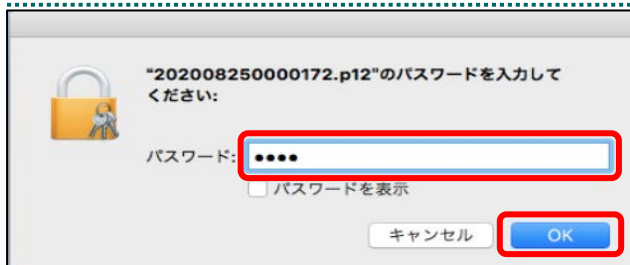 "202008250000172.p12"のパスワードを入力して
ください:
パスワード: ●●●●
パスワードを表示
キャンセル OK